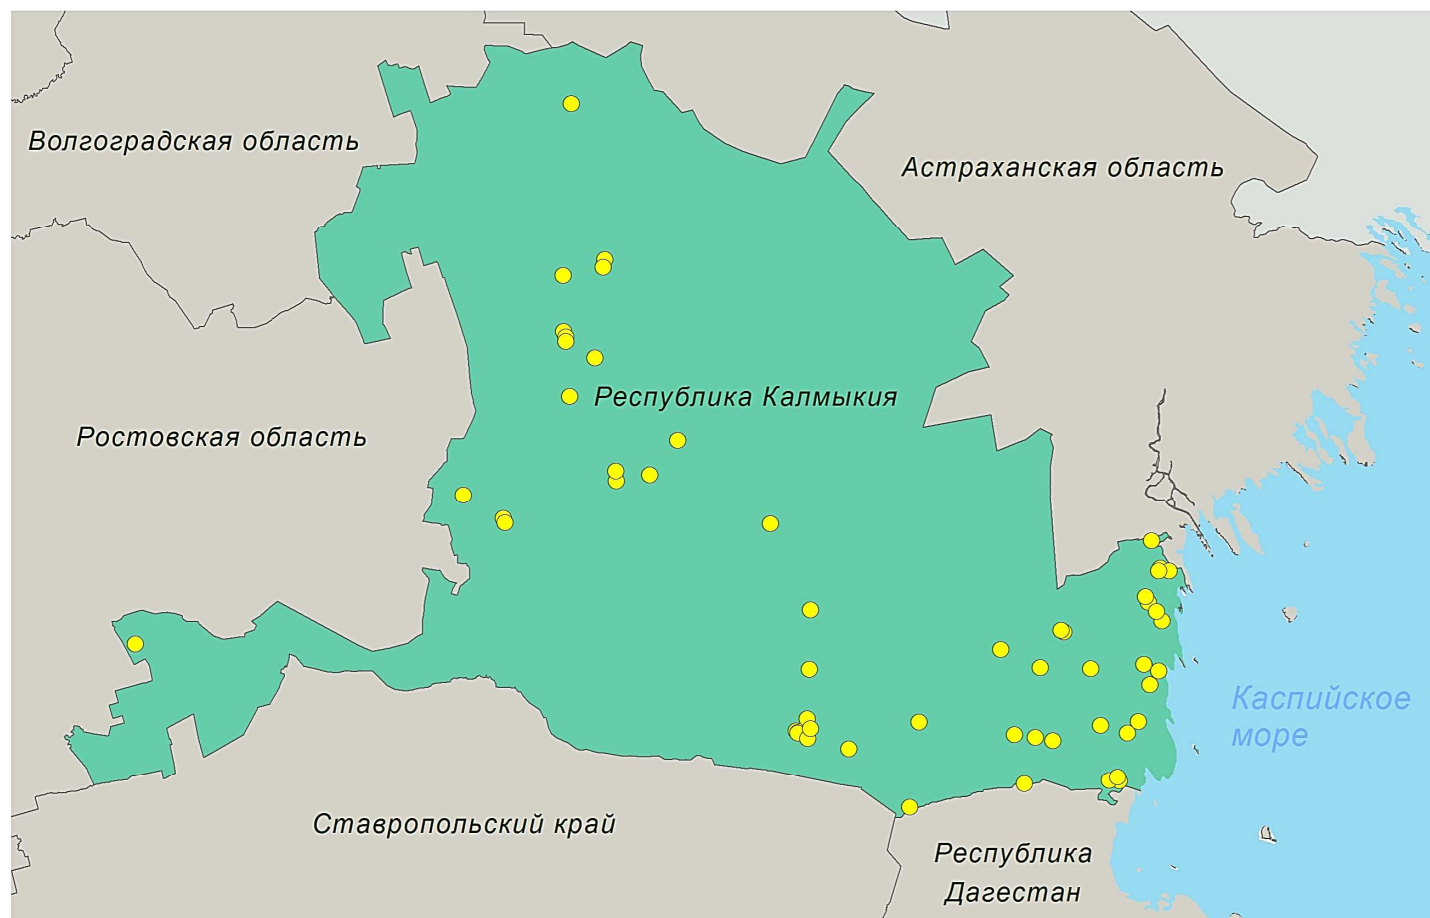 Волгоградская область
Астраханская область
Республика Калмыкия
Ростовская область
Каспийское
море
Ставропольский край
Республика
Дагестан